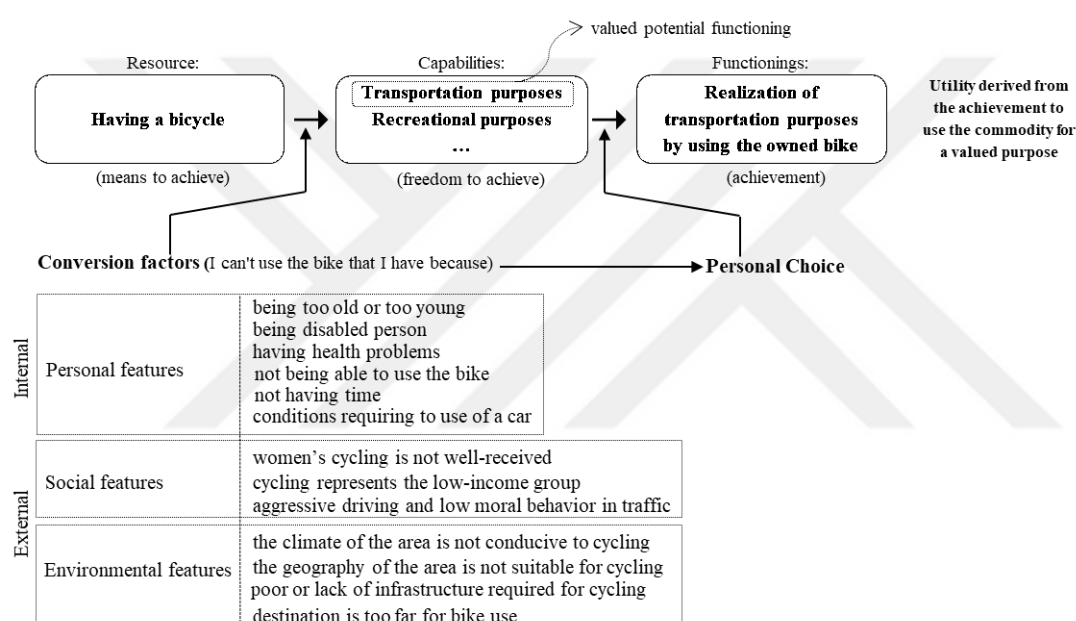 valued potential functioning
Resource:
Capabilities:
Functionings:
Having a bicycle
Transportation purposes
Recreational purposes
...
Realization of
transportation purposes
by using the owned bike
Utility derived from
the achievement to
use the commodity for
a valued purpose
(means to achieve)
(freedom to achieve)
(achievement)
Conversion factors (I can't use the bike that I have because)
Personal Choice
Internal
Personal features
being too old or too young
being disabled person
having health problems
not being able to use the bike
not having time
conditions requiring to use of a car
External
Social features
women's cycling is not well-received
cycling represents the low-income group
aggressive driving and low moral behavior in traffic
Environmental features
the climate of the area is not conducive to cycling
the geography of the area is not suitable for cycling
poor or lack of infrastructure required for cycling
destination is too far for bike use